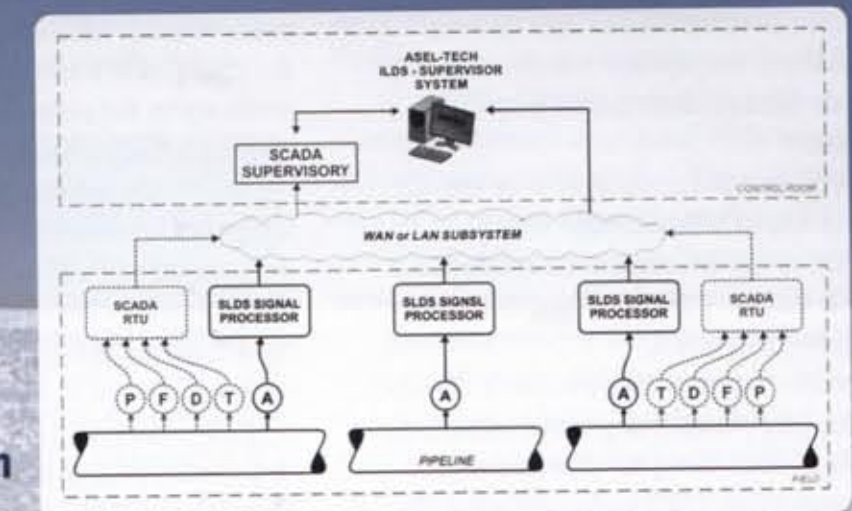 ASEL-TECH
ILDS - SUPERVISOR
SYSTEM
SCADA
SUPERVISORY
CONTROL ROOM
WAN or LAN SUBSYSTEM
SCADA
RTU
SLDS SIGNAL
PROCESSOR
SLDS SIGNSL
PROCESSOR
SLDS SIGNAL
PROCESSOR
SCADA
RTU
P F D T A
A
A T D F P
PIPELINE
FIELD